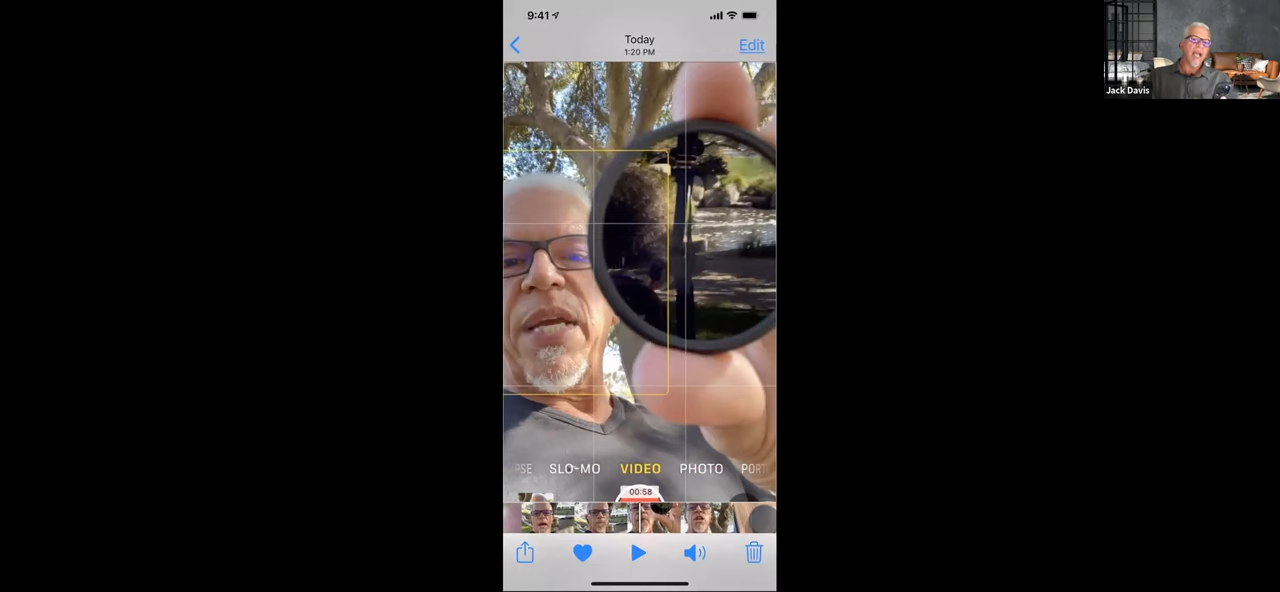 9:41
Today
1:20 PM
Edit
Jack Davis
PSE SLO-MO VIDEO PHOTO PORT
00:58